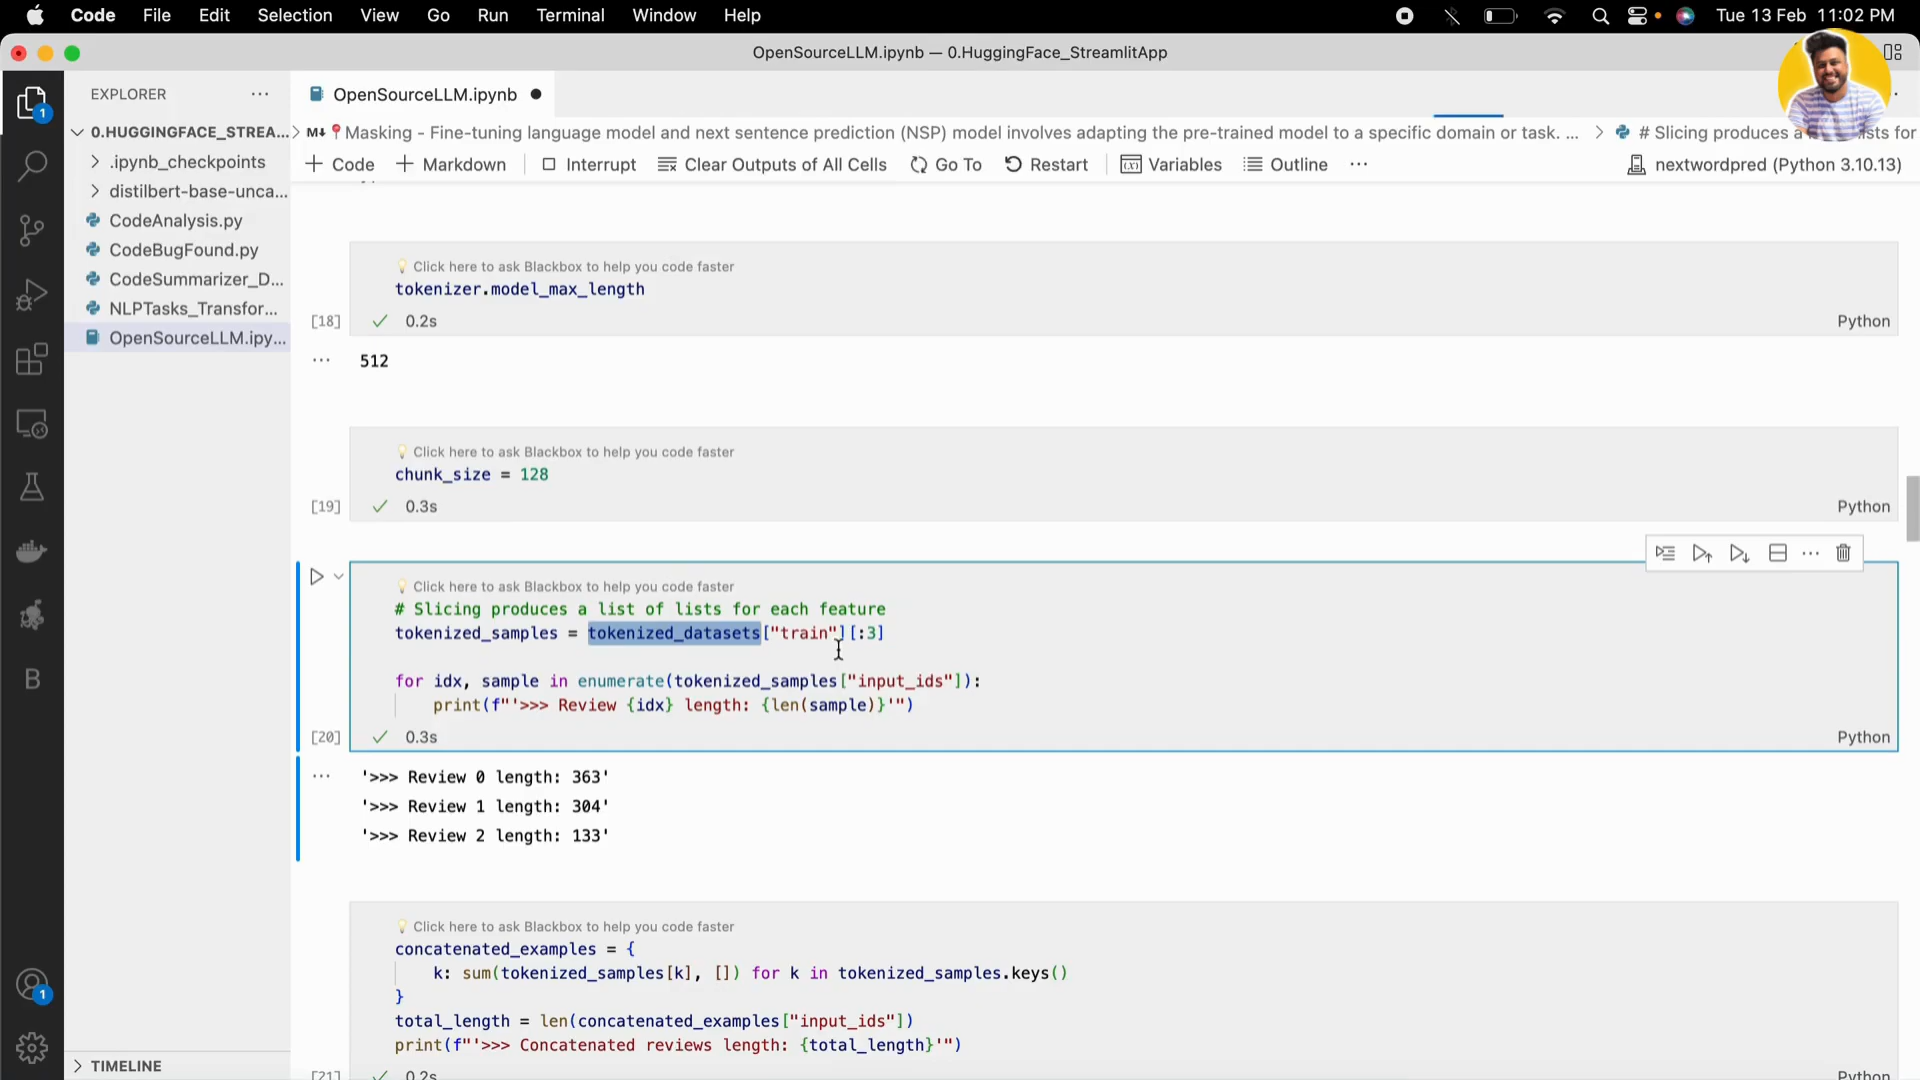 Code File Edit Selection View Go Run Terminal Window Help Tue 13 Feb 11:02 PM
OpenSourceLLM.ipynb — 0.HuggingFace_StreamlitApp
EXPLORER ...
OpenSourceLLM.ipynb
0.HUGGINGFACE_STREA...
M↓ 📍Masking - Fine-tuning language model and next sentence prediction (NSP) model involves adapting the pre-trained model to a specific domain or task. ... > # Slicing produces a lists for
.ipynb_checkpoints
+ Code + Markdown Interrupt Clear Outputs of All Cells Go To Restart Variables Outline ... nextwordpred (Python 3.10.13)
distilbert-base-unca...
CodeAnalysis.py
CodeBugFound.py
CodeSummarizer_D...
NLPTasks_Transfor...
OpenSourceLLM.ipy...
1
B
1
TIMELINE
Click here to ask Blackbox to help you code faster
tokenizer.model_max_length
[18] ✓ 0.2s Python
... 512
Click here to ask Blackbox to help you code faster
chunk_size = 128
[19] ✓ 0.3s Python
Click here to ask Blackbox to help you code faster
# Slicing produces a list of lists for each feature
tokenized_samples = tokenized_datasets["train"][:3]
for idx, sample in enumerate(tokenized_samples["input_ids"]):
print(f"'>>> Review {idx} length: {len(sample)}'")
[20] ✓ 0.3s Python
... '>>> Review 0 length: 363'
'>>> Review 1 length: 304'
'>>> Review 2 length: 133'
Click here to ask Blackbox to help you code faster
concatenated_examples = {
k: sum(tokenized_samples[k], []) for k in tokenized_samples.keys()
}
total_length = len(concatenated_examples["input_ids"])
print(f"'>>> Concatenated reviews length: {total_length}'")
[21] ✓ 0.2s Python